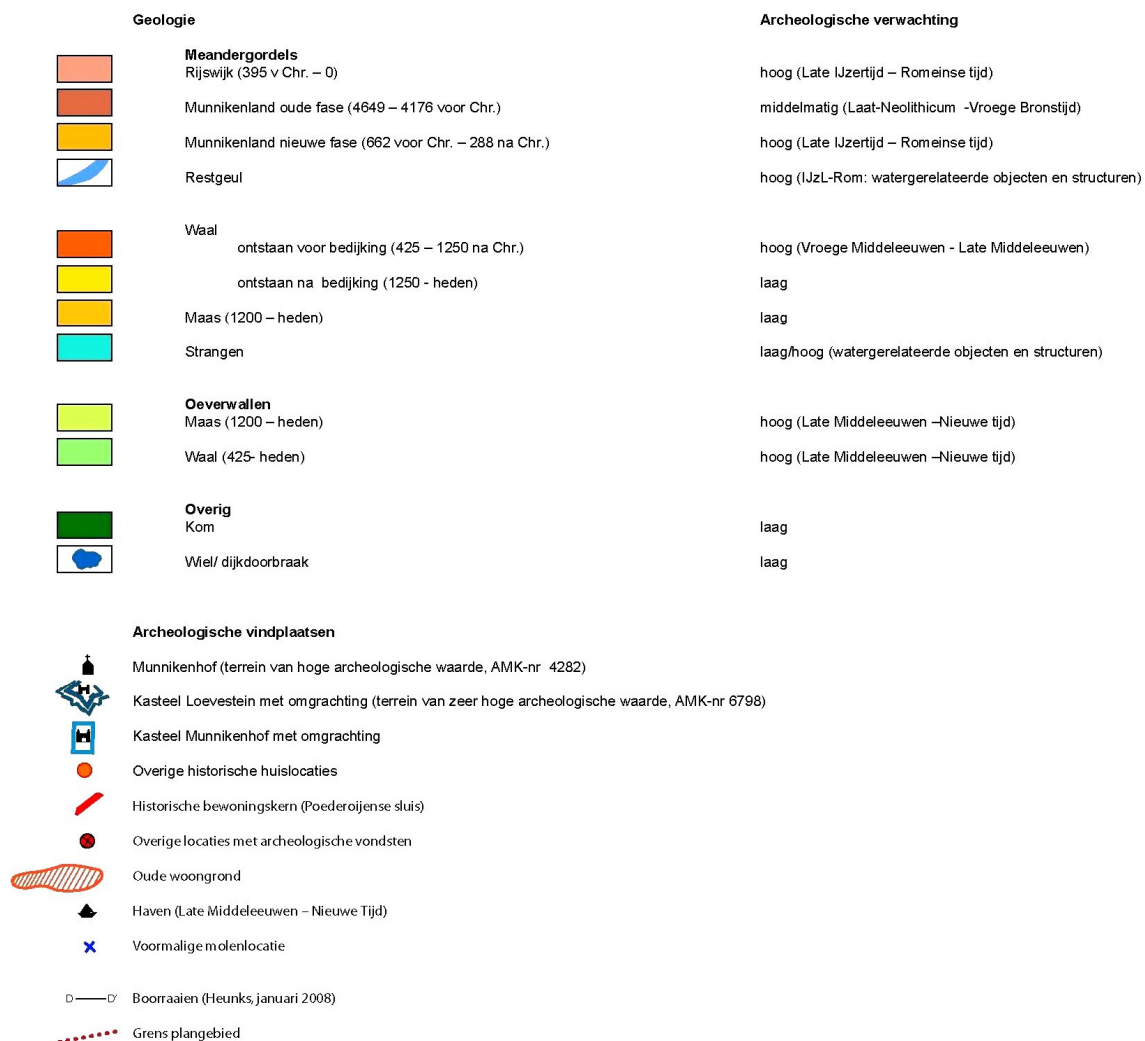 Geologie Archeologische verwachting
Meandergordels
Rijswijk (395 v Chr. – 0) hoog (Late IJzertijd – Romeinse tijd)
Munnikenland oude fase (4649 – 4176 voor Chr.) middelmatig (Laat-Neolithicum -Vroege Bronstijd)
Munnikenland nieuwe fase (662 voor Chr. – 288 na Chr.) hoog (Late IJzertijd – Romeinse tijd)
Restgeul hoog (IJzL-Rom: watergerelateerde objecten en structuren)
Waal
ontstaan voor bedijking (425 – 1250 na Chr.) hoog (Vroege Middeleeuwen - Late Middeleeuwen)
ontstaan na bedijking (1250 - heden) laag
Maas (1200 – heden) laag
Strangen laag/hoog (watergerelateerde objecten en structuren)
Oeverwallen
Maas (1200 – heden) hoog (Late Middeleeuwen –Nieuwe tijd)
Waal (425- heden) hoog (Late Middeleeuwen –Nieuwe tijd)
Overig
Kom laag
Wiel/ dijkdoorbraak laag
Archeologische vindplaatsen
Munnikenhof (terrein van hoge archeologische waarde, AMK-nr 4282)
Kasteel Loevestein met omgrachting (terrein van zeer hoge archeologische waarde, AMK-nr 6798)
Kasteel Munnikenhof met omgrachting
Overige historische huislocaties
Historische bewoningskern (Poederoijense sluis)
Overige locaties met archeologische vondsten
Oude woongrond
Haven (Late Middeleeuwen – Nieuwe Tijd)
Voormalige molenlocatie
D D' Boorraaien (Heunks, januari 2008)
Grens plangebied